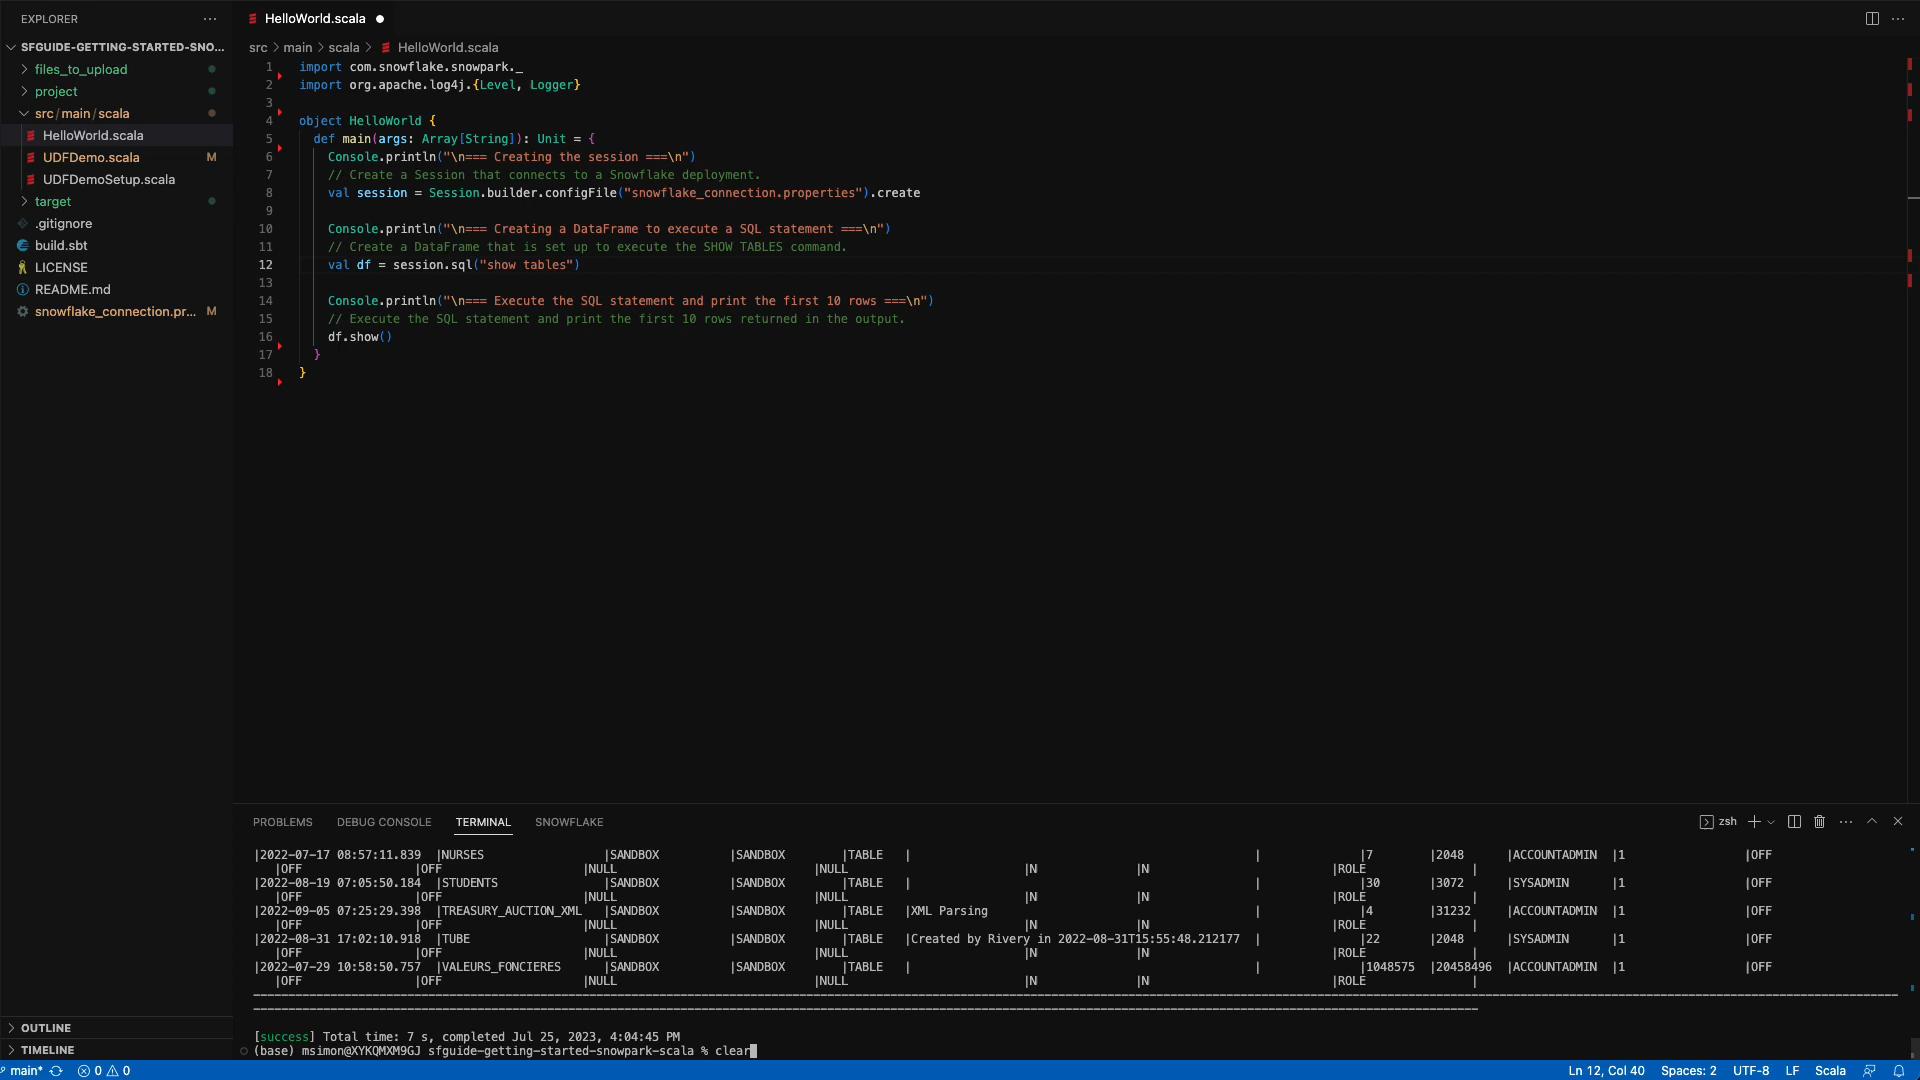 EXPLORER
SFGUIDE-GETTING-STARTED-SNO...
files_to_upload
project
src/main/scala
HelloWorld.scala
UDFDemo.scala M
UDFDemoSetup.scala
target
.gitignore
build.sbt
LICENSE
README.md
snowflake_connection.pr... M
OUTLINE
TIMELINE
HelloWorld.scala
src > main > scala > HelloWorld.scala
1 import com.snowflake.snowpark._
2 import org.apache.log4j.{Level, Logger}
3
4 object HelloWorld {
5 def main(args: Array[String]): Unit = {
6 Console.println("\n=== Creating the session ===\n")
7 // Create a Session that connects to a Snowflake deployment.
8 val session = Session.builder.configFile("snowflake_connection.properties").create
9
10 Console.println("\n=== Creating a DataFrame to execute a SQL statement ===\n")
11 // Create a DataFrame that is set up to execute the SHOW TABLES command.
12 val df = session.sql("show tables")
13
14 Console.println("\n=== Execute the SQL statement and print the first 10 rows ===\n")
15 // Execute the SQL statement and print the first 10 rows returned in the output.
16 df.show()
17 }
18 }
PROBLEMS DEBUG CONSOLE TERMINAL SNOWFLAKE zsh
|2022-07-17 08:57:11.839 |NURSES |SANDBOX |SANDBOX |TABLE | | |7 |2048 |ACCOUNTADMIN |1 |OFF
|OFF |OFF |NULL |NULL |N |N |ROLE |
|2022-08-19 07:05:50.184 |STUDENTS |SANDBOX |SANDBOX |TABLE | | |30 |3072 |SYSADMIN |1 |OFF
|OFF |OFF |NULL |NULL |N |N |ROLE |
|2022-09-05 07:25:29.398 |TREASURY_AUCTION_XML |SANDBOX |SANDBOX |TABLE |XML Parsing | |4 |31232 |ACCOUNTADMIN |1 |OFF
|OFF |OFF |NULL |NULL |N |N |ROLE |
|2022-08-31 17:02:10.918 |TUBE |SANDBOX |SANDBOX |TABLE |Created by Rivery in 2022-08-31T15:55:48.212177 | |22 |2048 |SYSADMIN |1 |OFF
|OFF |OFF |NULL |NULL |N |N |ROLE |
|2022-07-29 10:58:50.757 |VALEURS_FONCIERES |SANDBOX |SANDBOX |TABLE | | |1048575 |20458496 |ACCOUNTADMIN |1 |OFF
|OFF |OFF |NULL |NULL |N |N |ROLE |
[success] Total time: 7 s, completed Jul 25, 2023, 4:04:45 PM
(base) msimon@XYKQMXM9GJ sfguide-getting-started-snowpark-scala % clear
main* 0 0 Ln 12, Col 40 Spaces: 2 UTF-8 LF Scala